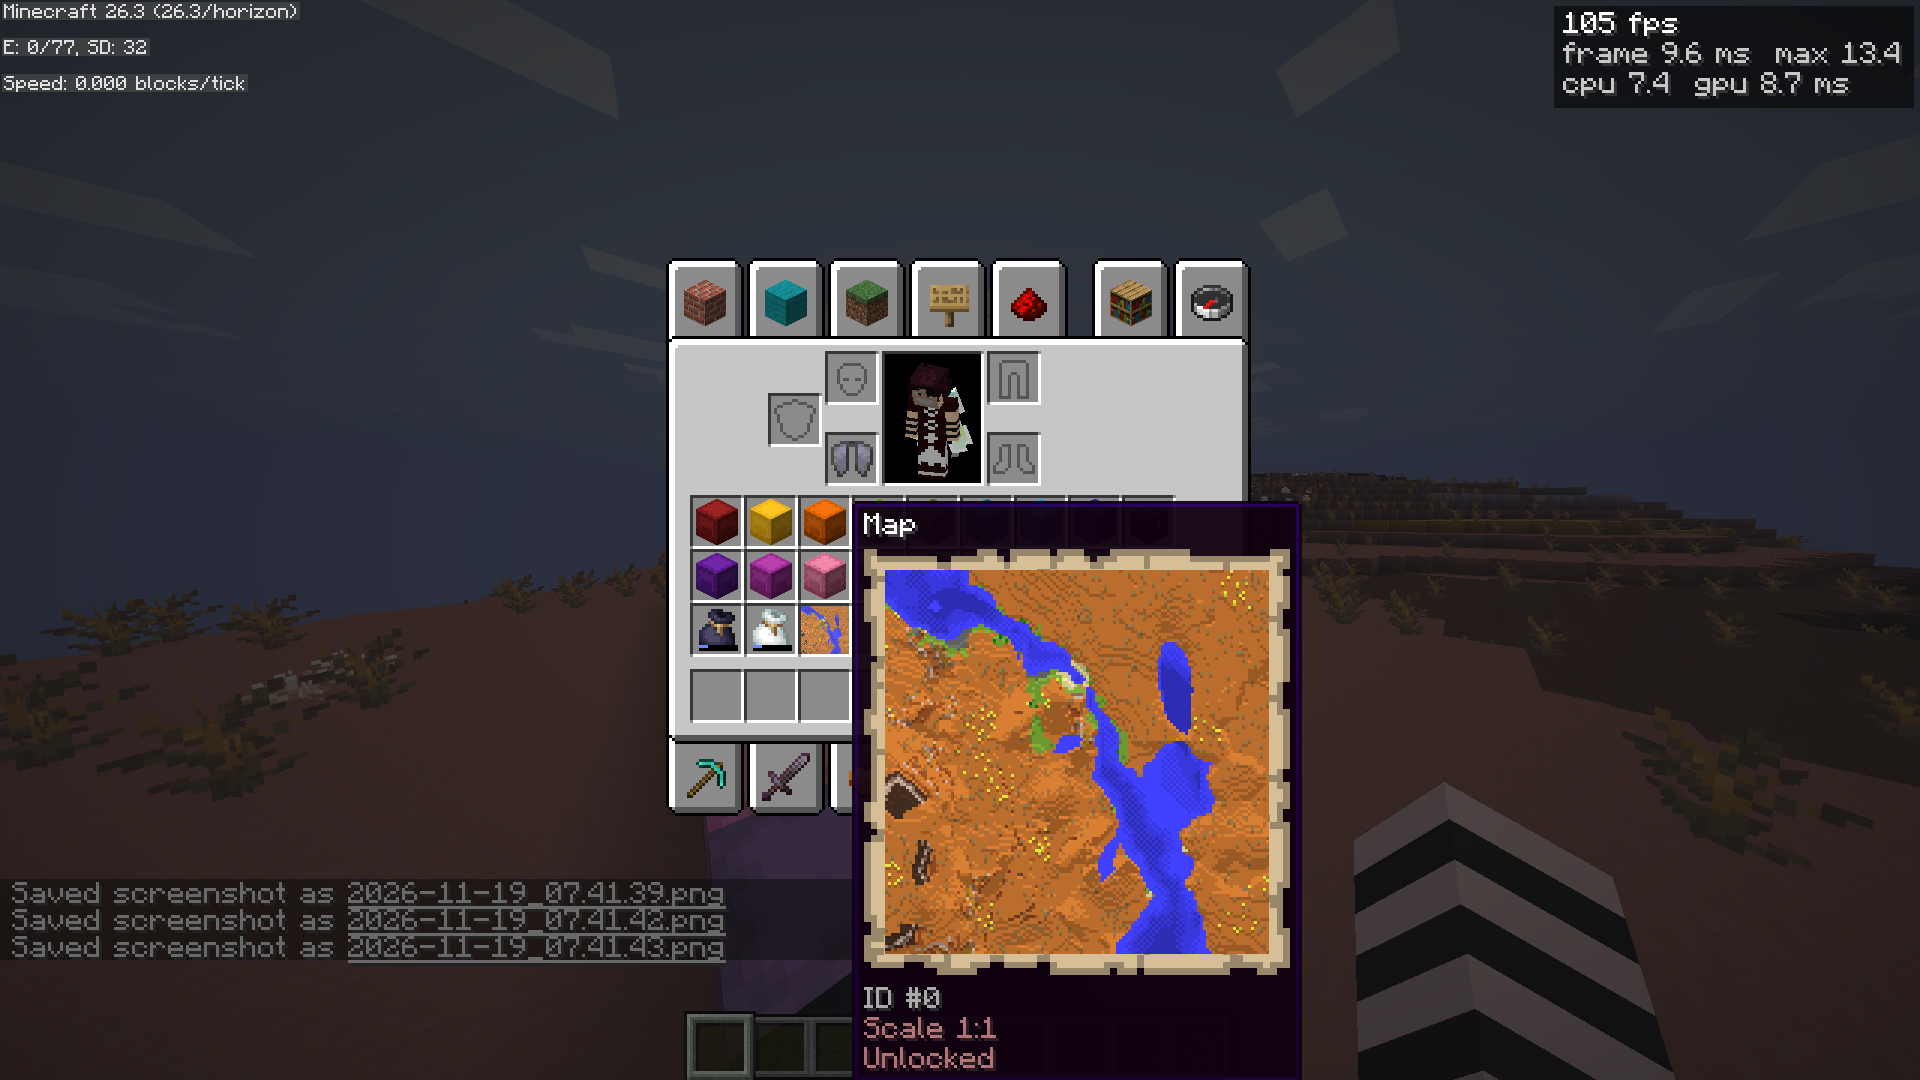 Minecraft 26.3 (26.3/horizon)
E: 0/77, SD: 32
Speed: 0.000 blocks/tick
105 fps
frame 9.6 ms max 13.4
cpu 7.4 gpu 8.7 ms
Map
ID #0
Scale 1:1
Unlocked
Saved screenshot as 2026-11-19_07.41.39.png
Saved screenshot as 2026-11-19_07.41.42.png
Saved screenshot as 2026-11-19_07.41.43.png